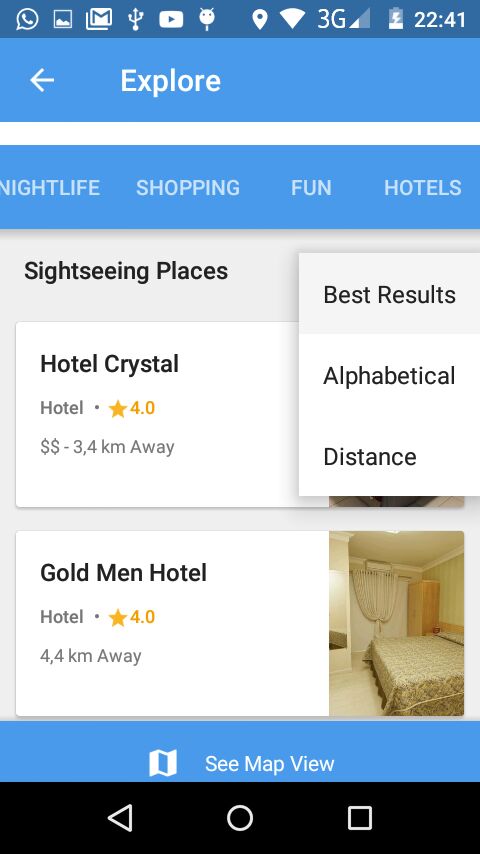 3G 22:41
Explore
NIGHTLIFE SHOPPING FUN HOTELS
Sightseeing Places
Best Results
Alphabetical
Distance
Hotel Crystal
Hotel • 4.0
$$ - 3,4 km Away
Gold Men Hotel
Hotel • 4.0
4,4 km Away
See Map View